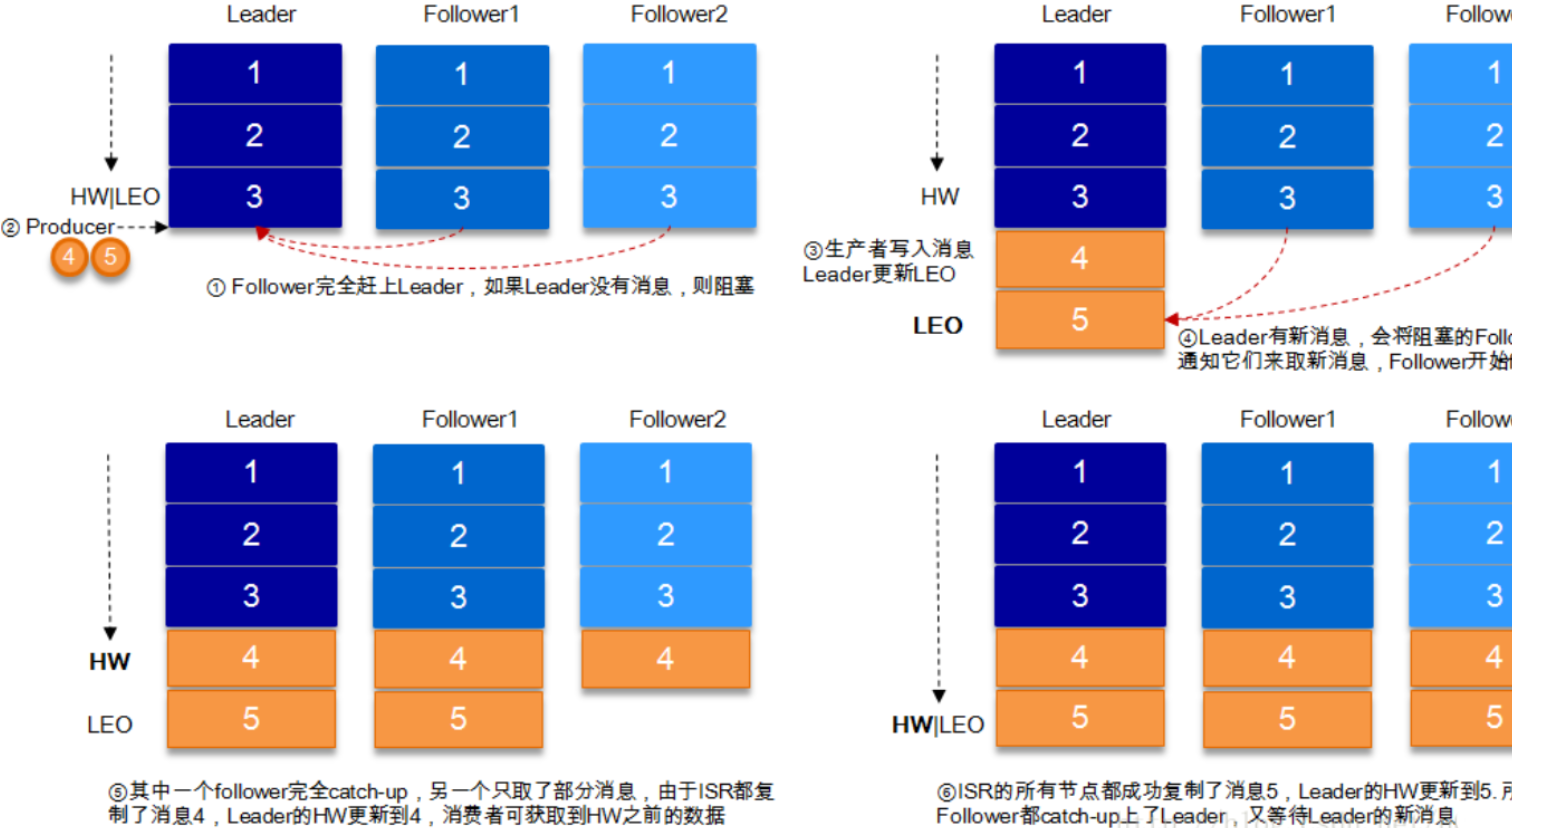 Leader Follower1 Follower2
1 1 1
2 2 2
HW|LEO 3 3 3
② Producer
4 5
① Follower完全赶上Leader，如果Leader没有消息，则阻塞
Leader Follower1 Follow
1 1 1
2 2 2
HW 3 3 3
③生产者写入消息
Leader更新LEO
4
LEO 5
④Leader有新消息，会将阻塞的Follo
通知它们来取新消息，Follower开始
Leader Follower1 Follower2
1 1 1
2 2 2
3 3 3
HW 4 4 4
LEO 5 5
⑤其中一个follower完全catch-up，另一个只取了部分消息，由于ISR都复
制了消息4，Leader的HW更新到4，消费者可获取到HW之前的数据
Leader Follower1 Follow
1 1 1
2 2 2
3 3 3
4 4 4
HW|LEO 5 5 5
⑥ISR的所有节点都成功复制了消息5，Leader的HW更新到5.
Follower都catch-up上了Leader，又等待Leader的新消息